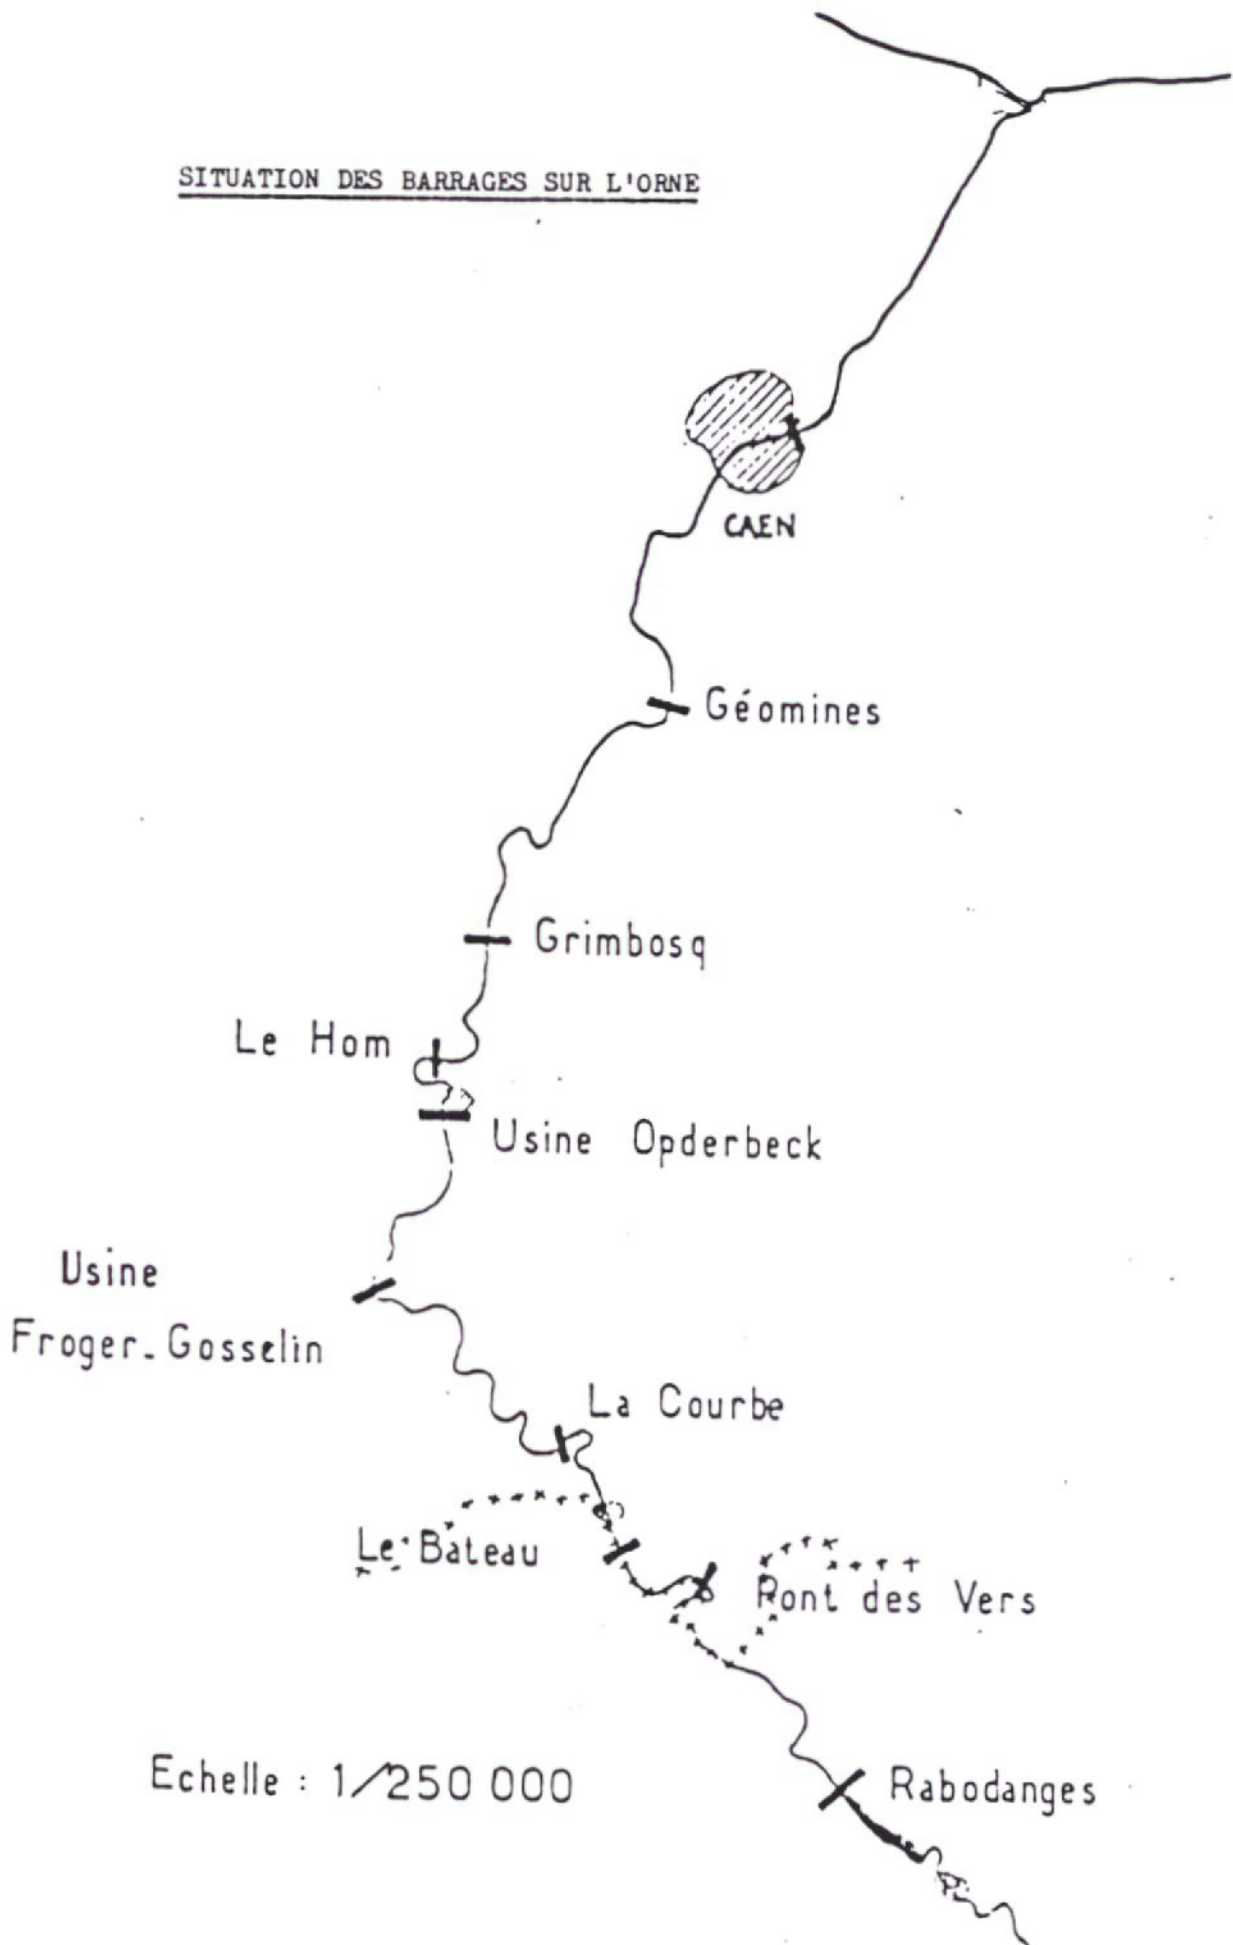 SITUATION DES BARRAGES SUR L'ORNE
CAEN
Géomines
Grimbosq
Le Hom
Usine Opderbeck
Usine
Froger-Gosselin
La Courbe
Le Bateau
Pont des Vers
Echelle : 1/250 000
Rabodanges